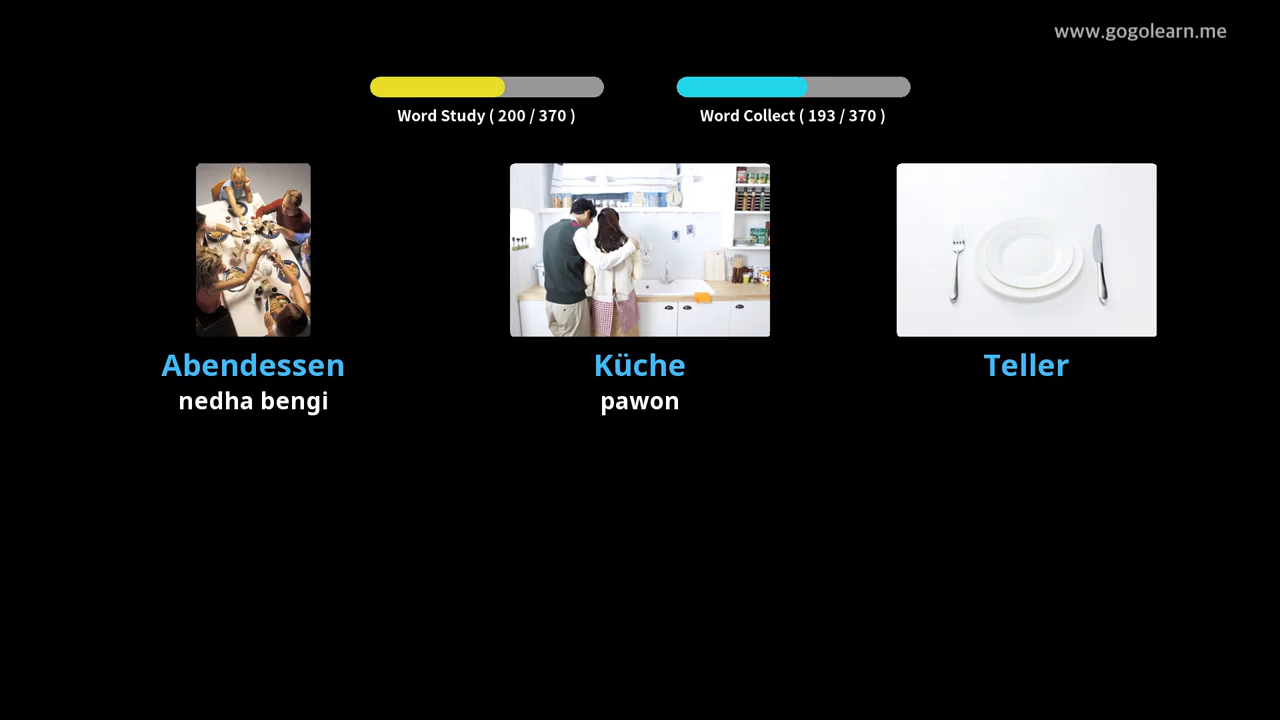 www.gogolearn.me
Word Study ( 200 / 370 )
Word Collect ( 193 / 370 )
Abendessen
nedha bengi
Küche
pawon
Teller